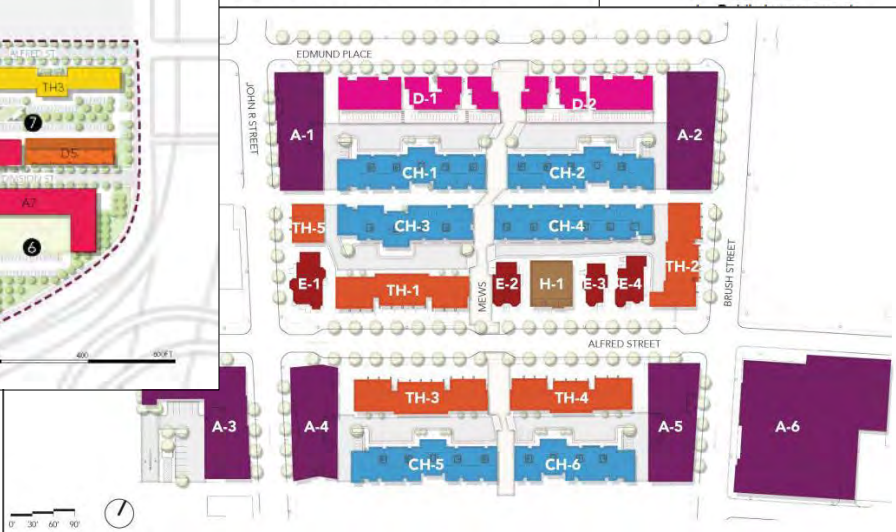 ALFRED ST
TH3
7
D5
DIVISION ST
A7
6
400
800FT
EDMUND PLACE
JOHN R STREET
D-1
D-2
A-1
A-2
CH-1
CH-2
CH-3
CH-4
TH-5
TH-2
E-1
TH-1
MEWS
E-2
H-1
E-3
E-4
BRUSH STREET
ALFRED STREET
TH-3
TH-4
A-3
A-4
A-5
A-6
CH-5
CH-6
0' 30' 60' 90'